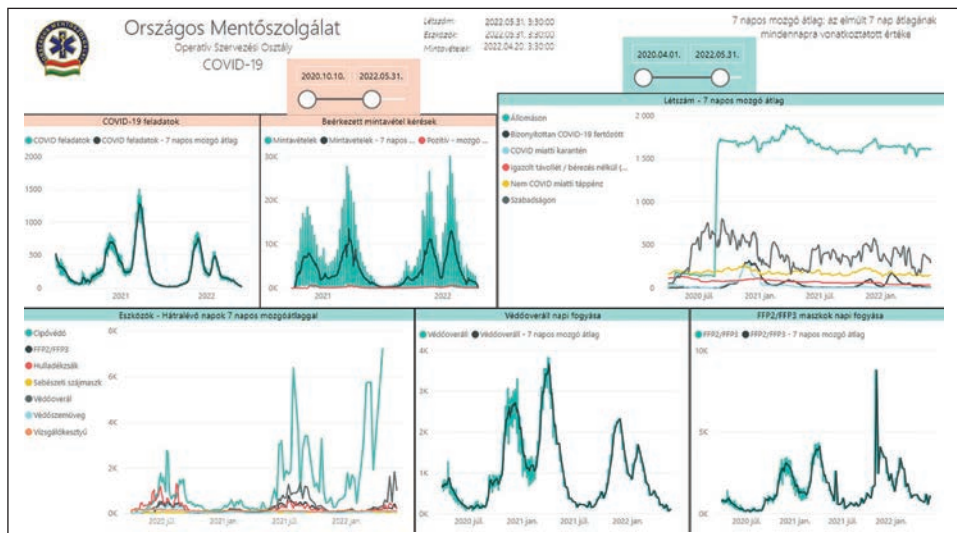 Országos Mentőszolgálat
Operatív Szervezési Osztály
COVID-19
Létszám: 2022.05.31. 3:30:00
Eszközök: 2022.05.31. 3:30:00
Mintavételek: 2022.04.20. 3:30:00
7 napos mozgó átlag: az elmúlt 7 nap átlagának
mindennapra vonatkoztatott értéke
2020.10.10. 2022.05.31.
2020.04.01. 2022.05.31.
COVID-19 feladatok
COVID feladatok COVID feladatok - 7 napos mozgó átlag
2000
1500
1000
500
0
2021 2022
Beérkezett mintavétel kérések
Mintavételek Mintavetelek - 7 napos ... Pozitív - mozgo ...
30K
20K
10K
0K
2021 2022
Létszám - 7 napos mozgó átlag
Állományon
Bizonyítottan COVID-19 fertőzött
COVID miatti karantén
Igazolt távollét / bérezés nélkül (...
Nem COVID miatti táppénz
Szabadságon
2 000
1 500
1 000
500
0
2020 júl. 2021 jan. 2021 júl. 2022 jan.
Eszközök - Hátralévő napok 7 napos mozgóátlaggal
Cipővédő
FFP2/FFP3
Hulladékzsák
Sebészeti szájmaszk
Védőoverál
Védőszemüveg
Vizsgálókesztyű
8K
6K
4K
2K
0K
2020 júl. 2021 jan. 2021 júl. 2022 jan.
Védőoveráll napi fogyása
Védőoveráll Védőoveráll - 7 napos mozgó átlag
4K
3K
2K
1K
0K
2020 júl. 2021 jan. 2021 júl. 2022 jan.
FFP2/FFP3 maszkok napi fogyása
FFP2/FFP3 FFP2/FFP3 - 7 napos mozgó átlag
10K
5K
0K
2020 júl. 2021 jan. 2021 júl. 2022 jan.